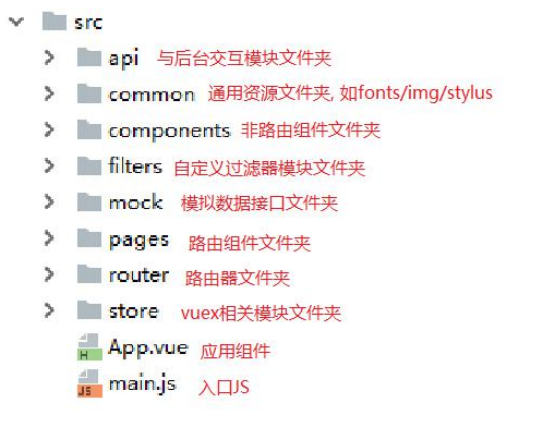 src
api 与后台交互模块文件夹
common 通用资源文件夹, 如fonts/img/stylus
components 非路由组件文件夹
filters 自定义过滤器模块文件夹
mock 模拟数据接口文件夹
pages 路由组件文件夹
router 路由器文件夹
store vuex相关模块文件夹
H App.vue 应用组件
JS main.js 入口JS